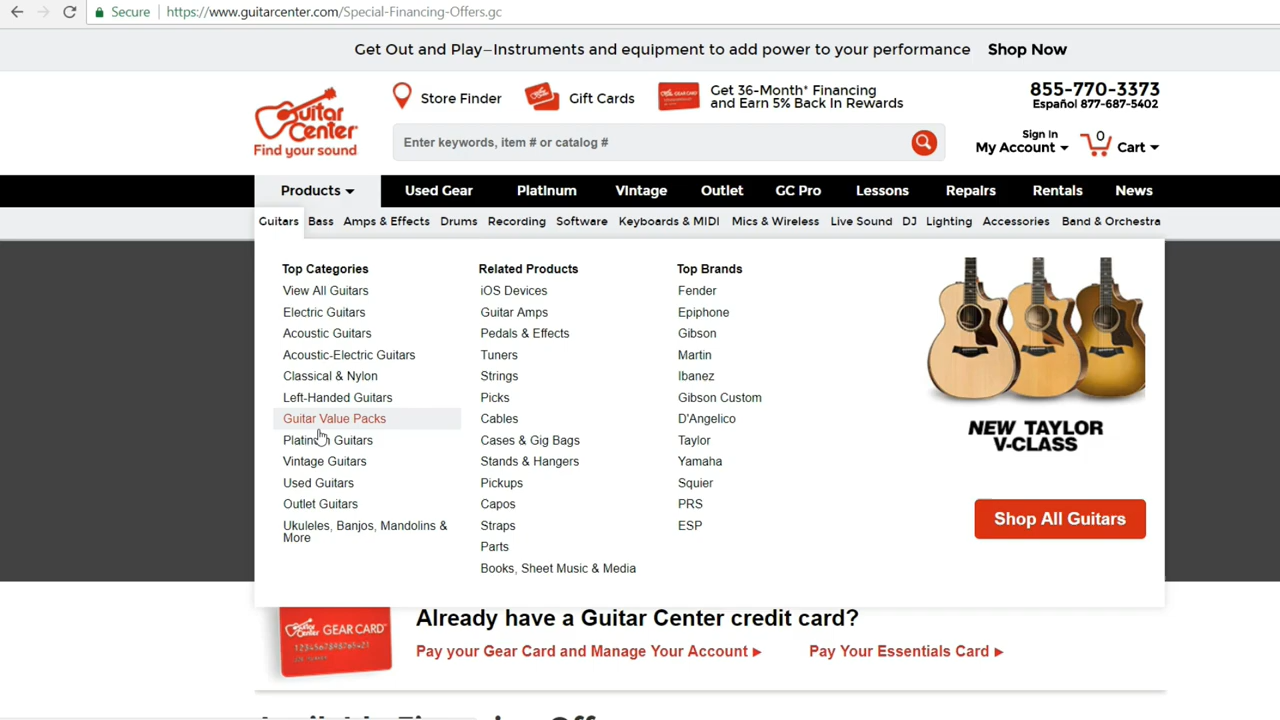 Secure https://www.guitarcenter.com/Special-Financing-Offers.gc
Get Out and Play—Instruments and equipment to add power to your performance Shop Now
Guitar Center
Find your sound
Store Finder
Gift Cards
Get 36-Month* Financing
and Earn 5% Back In Rewards
855-770-3373
Español 877-687-5402
Enter keywords, item # or catalog #
Sign In
My Account
0
Cart
Products Used Gear Platinum Vintage Outlet GC Pro Lessons Repairs Rentals News
Guitars Bass Amps & Effects Drums Recording Software Keyboards & MIDI Mics & Wireless Live Sound DJ Lighting Accessories Band & Orchestra
Top Categories
View All Guitars
Electric Guitars
Acoustic Guitars
Acoustic-Electric Guitars
Classical & Nylon
Left-Handed Guitars
Guitar Value Packs
Platinum Guitars
Vintage Guitars
Used Guitars
Outlet Guitars
Ukuleles, Banjos, Mandolins &
More
Related Products
iOS Devices
Guitar Amps
Pedals & Effects
Tuners
Strings
Picks
Cables
Cases & Gig Bags
Stands & Hangers
Pickups
Capos
Straps
Parts
Books, Sheet Music & Media
Top Brands
Fender
Epiphone
Gibson
Martin
Ibanez
Gibson Custom
D'Angelico
Taylor
Yamaha
Squier
PRS
ESP
NEW TAYLOR
V-CLASS
Shop All Guitars
Guitar Center GEAR CARD
Already have a Guitar Center credit card?
Pay your Gear Card and Manage Your Account
Pay Your Essentials Card